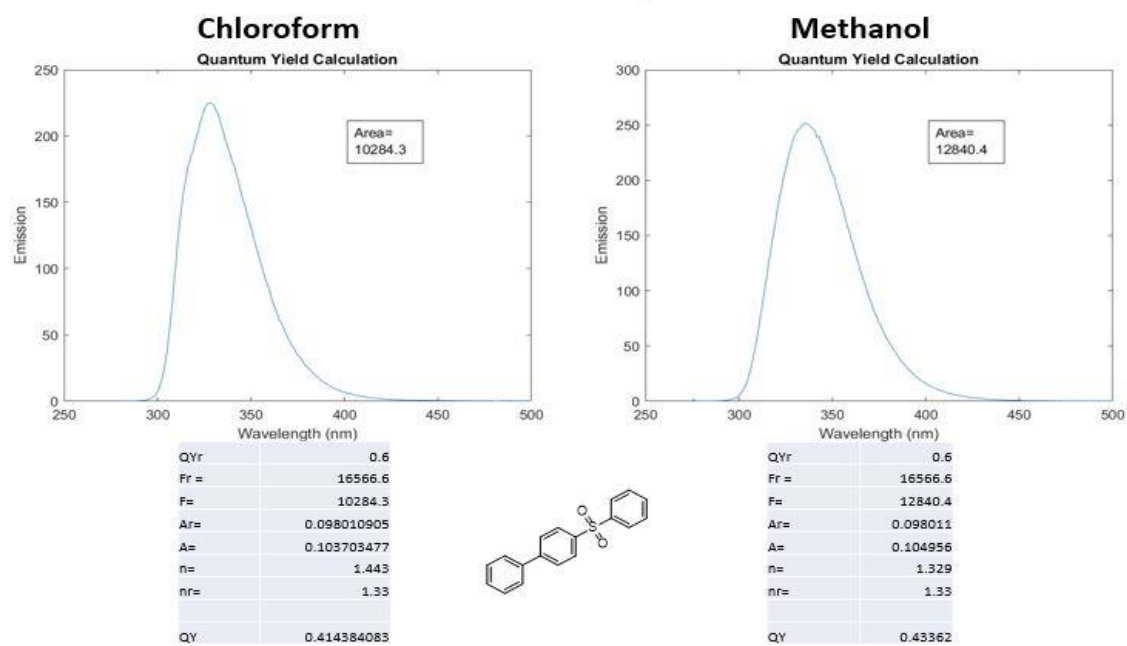 Chloroform
Quantum Yield Calculation
250
200
150
100
50
0
Emission
Area=
10284.3
250 300 350 400 450 500
Wavelength (nm)
QYr 0.6
Fr = 16566.6
F= 10284.3
Ar= 0.098010905
A= 0.103703477
n= 1.443
nr= 1.33
QY 0.414384083
O
S
O
Methanol
Quantum Yield Calculation
300
250
200
150
100
50
0
Emission
Area=
12840.4
250 300 350 400 450 500
Wavelength (nm)
QYr 0.6
Fr = 16566.6
F= 12840.4
Ar= 0.098011
A= 0.104956
n= 1.329
nr= 1.33
QY 0.43362